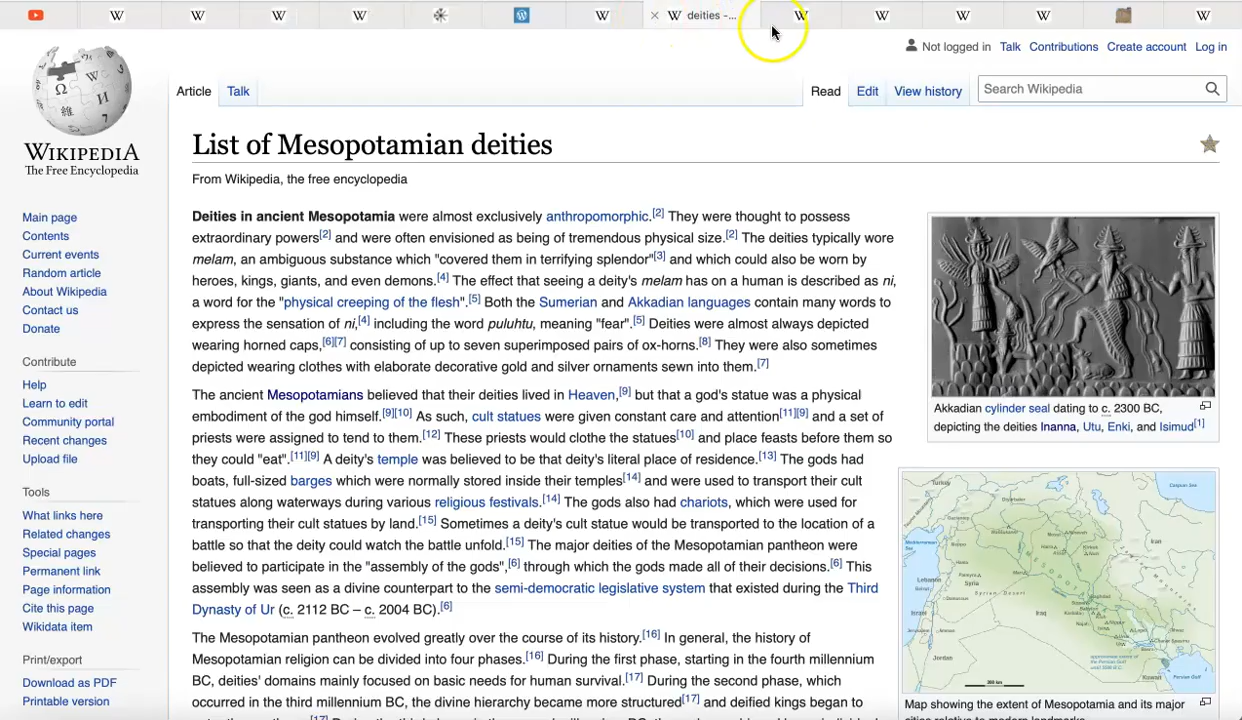 deities -...
Not logged in Talk Contributions Create account Log in
Article Talk Read Edit View history Search Wikipedia
WIKIPEDIA
The Free Encyclopedia
Main page
Contents
Current events
Random article
About Wikipedia
Contact us
Donate
Contribute
Help
Learn to edit
Community portal
Recent changes
Upload file
Tools
What links here
Related changes
Special pages
Permanent link
Page information
Cite this page
Wikidata item
Print/export
Download as PDF
Printable version
List of Mesopotamian deities
From Wikipedia, the free encyclopedia
Deities in ancient Mesopotamia were almost exclusively anthropomorphic.[2] They were thought to possess
extraordinary powers[2] and were often envisioned as being of tremendous physical size.[2] The deities typically wore
melam, an ambiguous substance which "covered them in terrifying splendor"[3] and which could also be worn by
heroes, kings, giants, and even demons.[4] The effect that seeing a deity's melam has on a human is described as ni,
a word for the "physical creeping of the flesh".[5] Both the Sumerian and Akkadian languages contain many words to
express the sensation of ni,[4] including the word puluhtu, meaning "fear".[5] Deities were almost always depicted
wearing horned caps,[6][7] consisting of up to seven superimposed pairs of ox-horns.[8] They were also sometimes
depicted wearing clothes with elaborate decorative gold and silver ornaments sewn into them.[7]
The ancient Mesopotamians believed that their deities lived in Heaven,[9] but that a god's statue was a physical
embodiment of the god himself.[9][10] As such, cult statues were given constant care and attention[11][9] and a set of
priests were assigned to tend to them.[12] These priests would clothe the statues[10] and place feasts before them so
they could "eat".[11][9] A deity's temple was believed to be that deity's literal place of residence.[13] The gods had
boats, full-sized barges which were normally stored inside their temples[14] and were used to transport their cult
statues along waterways during various religious festivals.[14] The gods also had chariots, which were used for
transporting their cult statues by land.[15] Sometimes a deity's cult statue would be transported to the location of a
battle so that the deity could watch the battle unfold.[15] The major deities of the Mesopotamian pantheon were
believed to participate in the "assembly of the gods",[6] through which the gods made all of their decisions.[6] This
assembly was seen as a divine counterpart to the semi-democratic legislative system that existed during the Third
Dynasty of Ur (c. 2112 BC – c. 2004 BC).[6]
The Mesopotamian pantheon evolved greatly over the course of its history.[16] In general, the history of
Mesopotamian religion can be divided into four phases.[16] During the first phase, starting in the fourth millennium
BC, deities' domains mainly focused on basic needs for human survival.[17] During the second phase, which
occurred in the third millennium BC, the divine hierarchy became more structured[17] and deified kings began to
Akkadian cylinder seal dating to c. 2300 BC,
depicting the deities Inanna, Utu, Enki, and Isimud[1]
Turkey
Caspian Sea
Iran
Lebanon
Syria
Iraq
Jordan
Kuwait
Persian Gulf
Map showing the extent of Mesopotamia and its major
cities relative to modern landmarks